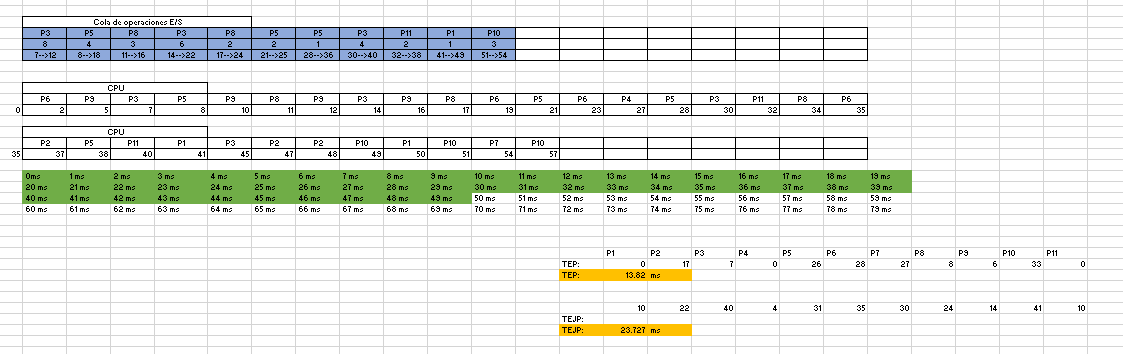 Cola de operaciones E/S
P3 P5 P8 P3 P8 P5 P5 P3 P11 P1 P10
8 4 3 6 2 2 1 4 2 1 3
7-->12 8-->18 11-->16 14-->22 17-->24 21-->25 28-->36 30-->40 32-->38 41-->49 51-->54
CPU
P6 P9 P3 P5 P9 P8 P9 P3 P9 P8 P6 P5 P6 P4 P5 P3 P11 P8 P6
0 2 5 7 8 10 11 12 14 16 17 19 21 23 27 28 30 32 34 35
CPU
P2 P5 P11 P1 P3 P2 P2 P10 P1 P10 P7 P10
35 37 38 40 41 45 47 48 49 50 51 54 57
0ms 1 ms 2 ms 3 ms 4 ms 5 ms 6 ms 7 ms 8 ms 9 ms 10 ms 11 ms 12 ms 13 ms 14 ms 15 ms 16 ms 17 ms 18 ms 19 ms
20 ms 21 ms 22 ms 23 ms 24 ms 25 ms 26 ms 27 ms 28 ms 29 ms 30 ms 31 ms 32 ms 33 ms 34 ms 35 ms 36 ms 37 ms 38 ms 39 ms
40 ms 41 ms 42 ms 43 ms 44 ms 45 ms 46 ms 47 ms 48 ms 49 ms 50 ms 51 ms 52 ms 53 ms 54 ms 55 ms 56 ms 57 ms 58 ms 59 ms
60 ms 61 ms 62 ms 63 ms 64 ms 65 ms 66 ms 67 ms 68 ms 69 ms 70 ms 71 ms 72 ms 73 ms 74 ms 75 ms 76 ms 77 ms 78 ms 79 ms
P1 P2 P3 P4 P5 P6 P7 P8 P9 P10 P11
TEP: 0 17 7 0 26 28 27 8 6 33 0
TEP: 13.82 ms
10 22 40 4 31 35 30 24 14 41 10
TEJP:
TEJP: 23.727 ms